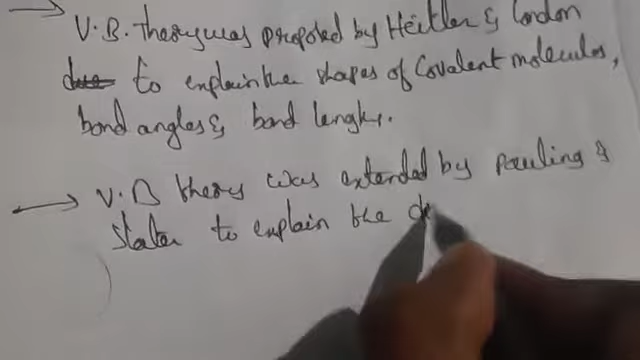 → V.B. theory was proposed by Heitler & London
to explain the shapes of Covalent molecules,
bond angles & bond lengths.
→ V.B theory was extended by Pauling &
Slater to explain the